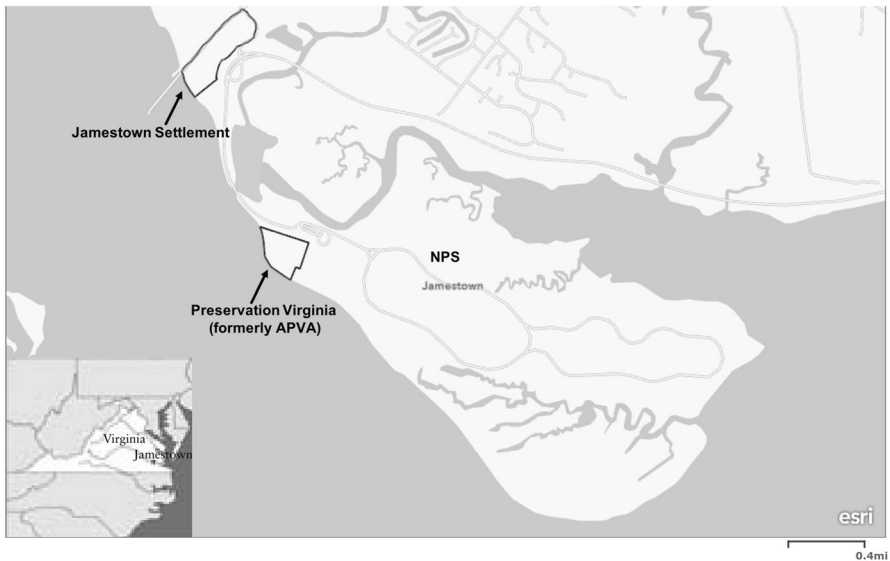 Jamestown Settlement
NPS
Jamestown
Preservation Virginia
(formerly APVA)
Virginia
Jamestown
esri
0.4mi